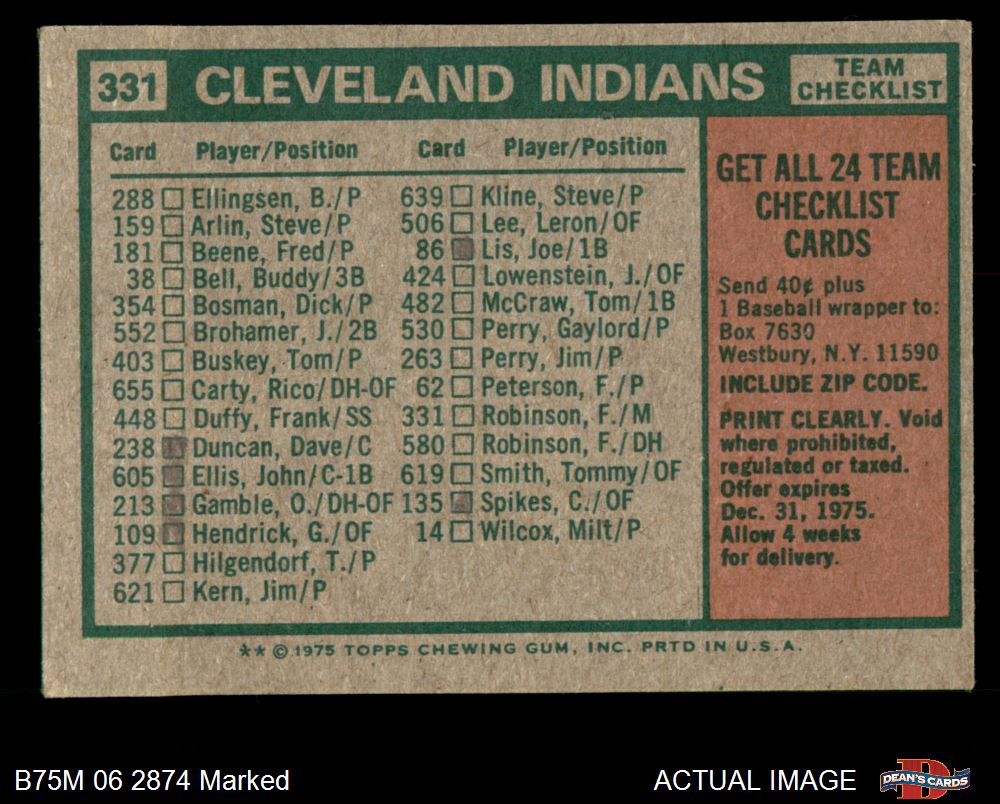 331 CLEVELAND INDIANS TEAM CHECKLIST
Card Player/Position
288 Ellingsen, B./P
159 Arlin, Steve/P
181 Beene, Fred/P
38 Bell, Buddy/3B
354 Bosman, Dick/P
552 Brohamer, J./2B
403 Buskey, Tom/P
655 Carty, Rico/DH-OF
448 Duffy, Frank/SS
238 Duncan, Dave/C
605 Ellis, John/C-1B
213 Gamble, O./DH-OF
109 Hendrick, G./OF
377 Hilgendorf, T./P
621 Kern, Jim/P
Card Player/Position
639 Kline, Steve/P
506 Lee, Leron/OF
86 Lis, Joe/1B
424 Lowenstein, J./OF
482 McCraw, Tom/1B
530 Perry, Gaylord/P
263 Perry, Jim/P
62 Peterson, F./P
331 Robinson, F./M
580 Robinson, F./DH
619 Smith, Tommy/OF
135 Spikes, C./OF
14 Wilcox, Milt/P
GET ALL 24 TEAM
CHECKLIST
CARDS
Send 40¢ plus
1 Baseball wrapper to:
Box 7630
Westbury, N.Y. 11590
INCLUDE ZIP CODE.
PRINT CLEARLY. Void
where prohibited,
regulated or taxed.
Offer expires
Dec. 31, 1975.
Allow 4 weeks
for delivery.
** © 1975 TOPPS CHEWING GUM, INC. PRTD IN U.S.A.
B75M 06 2874 Marked
ACTUAL IMAGE
DEAN'S CARDS